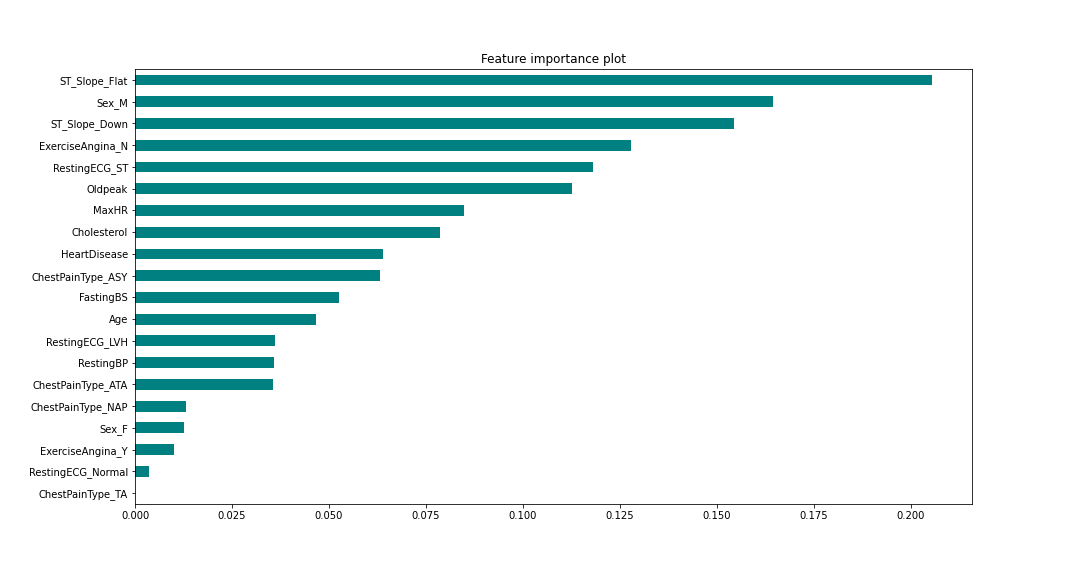 Feature importance plot
ST_Slope_Flat
Sex_M
ST_Slope_Down
ExerciseAngina_N
RestingECG_ST
Oldpeak
MaxHR
Cholesterol
HeartDisease
ChestPainType_ASY
FastingBS
Age
RestingECG_LVH
RestingBP
ChestPainType_ATA
ChestPainType_NAP
Sex_F
ExerciseAngina_Y
RestingECG_Normal
ChestPainType_TA
0.000 0.025 0.050 0.075 0.100 0.125 0.150 0.175 0.200